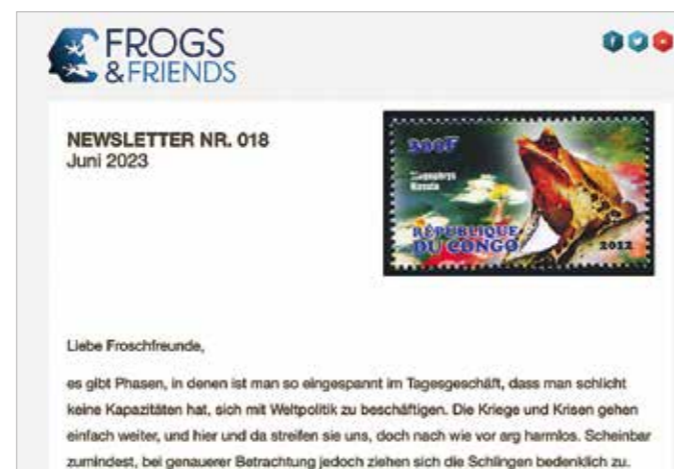 FROGS
&FRIENDS
NEWSLETTER NR. 018
Juni 2023
300F
Nasuta
RÉPUBLIQUE
DU CONGO
2012
Liebe Froschfreunde,
es gibt Phasen, in denen ist man so eingespannt im Tagesgeschäft, dass man schlicht
keine Kapazitäten hat, sich mit Weltpolitik zu beschäftigen. Die Kriege und Krisen gehen
einfach weiter, und hier und da streifen sie uns, doch nach wie vor arg harmlos. Scheinbar
zumindest, bei genauerer Betrachtung jedoch ziehen sich die Schlingen bedenklich zu.